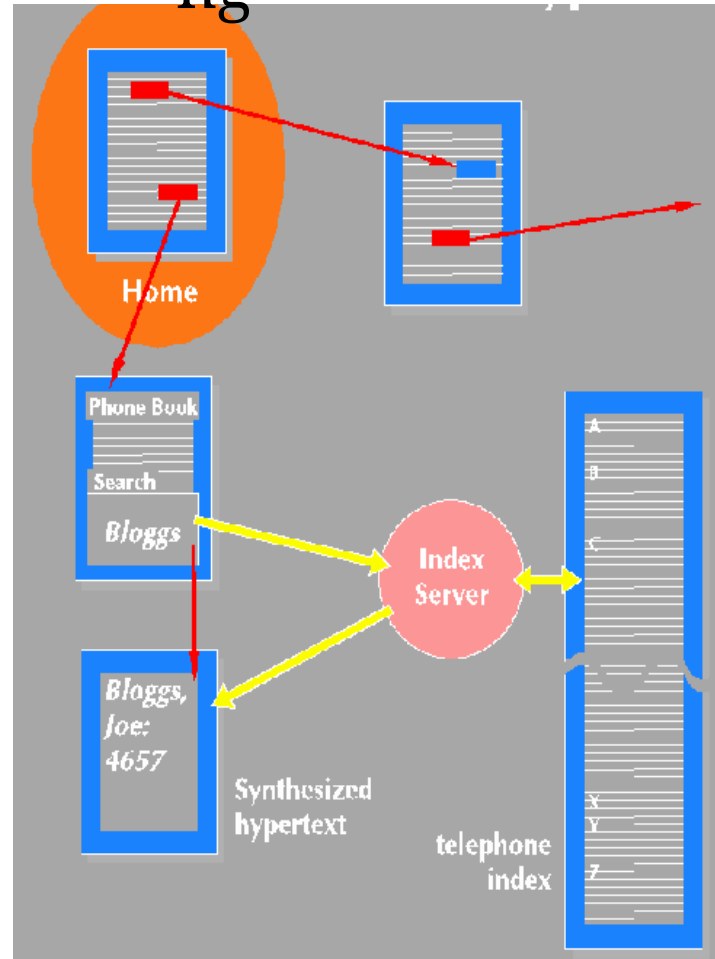 Home
Phone Book
Search
Bloggs
Index
Server
Bloggs,
Joe:
4657
Synthesized
hypertext
A
B
C
X
Y
Z
telephone
index